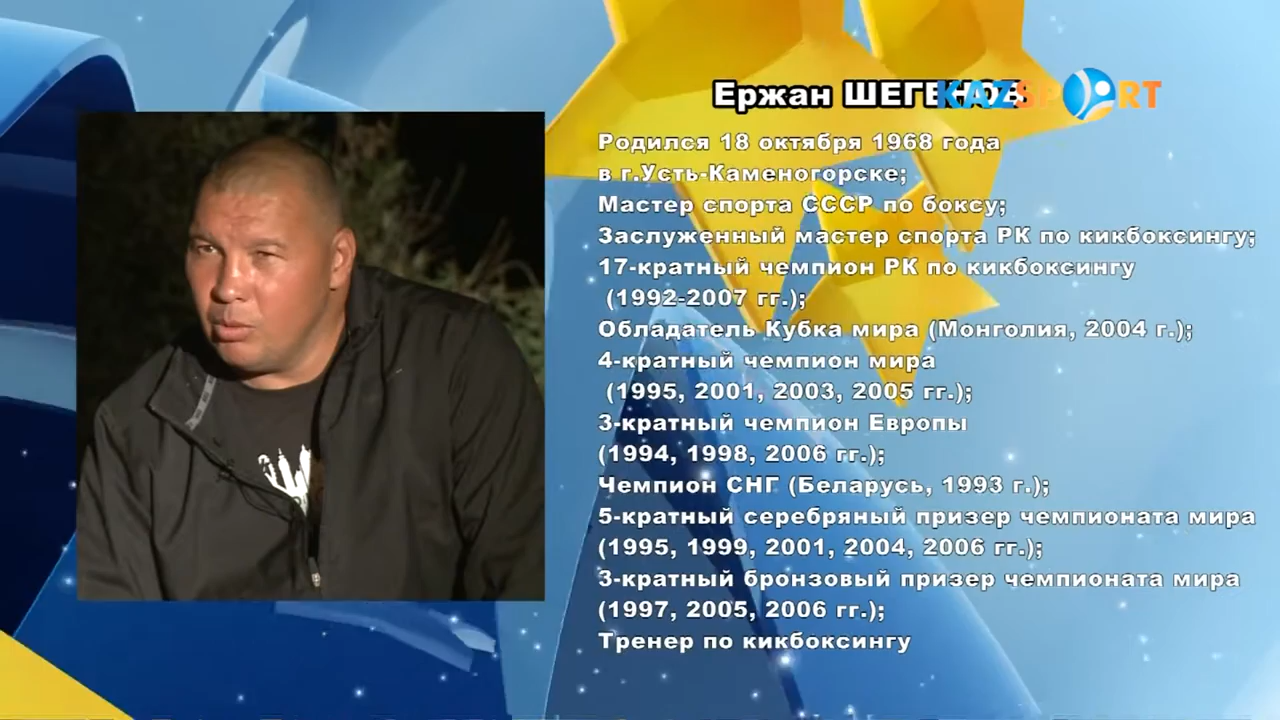 Ержан ШЕГЕНОВ
KAZSPORT
Родился 18 октября 1968 года
в г.Усть-Каменогорске;
Мастер спорта СССР по боксу;
Заслуженный мастер спорта РК по кикбоксингу;
17-кратный чемпион РК по кикбоксингу
(1992-2007 гг.);
Обладатель Кубка мира (Монголия, 2004 г.);
4-кратный чемпион мира
(1995, 2001, 2003, 2005 гг.);
3-кратный чемпион Европы
(1994, 1998, 2006 гг.);
Чемпион СНГ (Беларусь, 1993 г.);
5-кратный серебряный призер чемпионата мира
(1995, 1999, 2001, 2004, 2006 гг.);
3-кратный бронзовый призер чемпионата мира
(1997, 2005, 2006 гг.);
Тренер по кикбоксингу